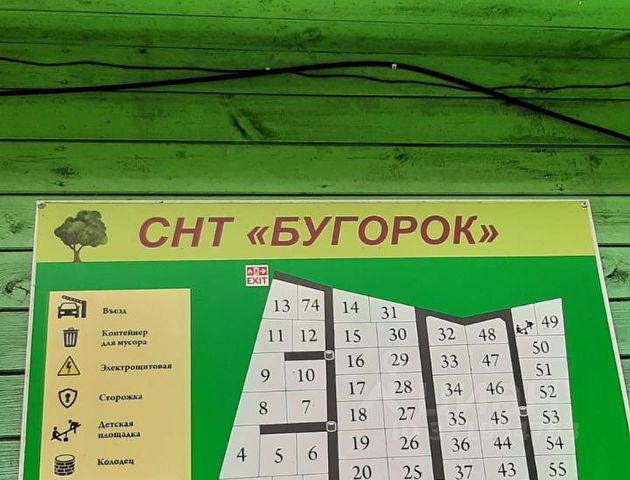 СНТ «БУГОРОК»
EXIT
Въезд
Контейнер
для мусора
Электрощитовая
Сторожка
Детская
площадка
Колодец
13 74 14 31 32 48 49
11 12 15 30 33 47 50
9 10 16 29 34 46 51
8 7 17 28 35 45 52
4 5 6 18 27 36 44 53
19 26 37 43 54
20 25 55